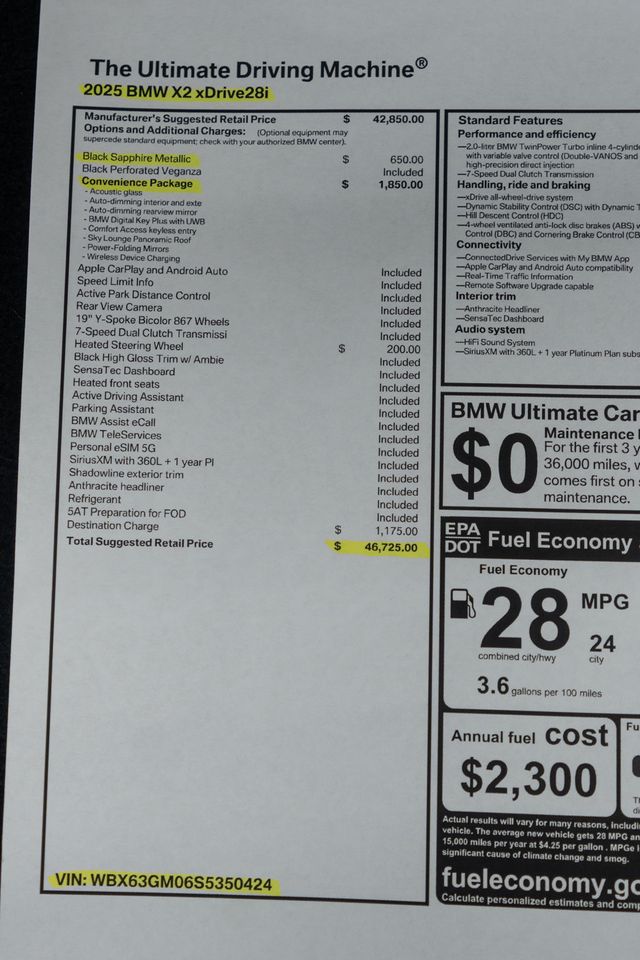 The Ultimate Driving Machine®
2025 BMW X2 xDrive28i
Manufacturer's Suggested Retail Price $ 42,850.00
Options and Additional Charges: (Optional equipment may
supercede standard equipment; check with your authorized BMW center).
Black Sapphire Metallic $ 650.00
Black Perforated Veganza Included
Convenience Package $ 1,850.00
- Acoustic glass
- Auto-dimming interior and exte
- Auto-dimming rearview mirror
- BMW Digital Key Plus with UWB
- Comfort Access keyless entry
- Sky Lounge Panoramic Roof
- Power-Folding Mirrors
- Wireless Device Charging
Apple CarPlay and Android Auto Included
Speed Limit Info Included
Active Park Distance Control Included
Rear View Camera Included
19" Y-Spoke Bicolor 867 Wheels Included
7-Speed Dual Clutch Transmissi Included
Heated Steering Wheel $ 200.00
Black High Gloss Trim w/ Ambie Included
SensaTec Dashboard Included
Heated front seats Included
Active Driving Assistant Included
Parking Assistant Included
BMW Assist eCall Included
BMW TeleServices Included
Personal eSIM 5G Included
SiriusXM with 360L + 1 year Pl Included
Shadowline exterior trim Included
Anthracite headliner Included
Refrigerant Included
5AT Preparation for FOD Included
Destination Charge $ 1,175.00
Total Suggested Retail Price $ 46,725.00
VIN: WBX63GM06S5350424
Standard Features
Performance and efficiency
—2.0-liter BMW TwinPower Turbo inline 4-cylinde
with variable valve control (Double-VANOS and
high-precision direct injection
—7-Speed Dual Clutch Transmission
Handling, ride and braking
—xDrive all-wheel-drive system
—Dynamic Stability Control (DSC) with Dynamic T
—Hill Descent Control (HDC)
—4-wheel ventilated anti-lock disc brakes (ABS) w
Control (DBC) and Cornering Brake Control (CB
Connectivity
—ConnectedDrive Services with My BMW App
—Apple CarPlay and Android Auto compatibility
—Real-Time Traffic Information
—Remote Software Upgrade capable
Interior trim
—Anthracite Headliner
—SensaTec Dashboard
Audio system
—HiFi Sound System
—SiriusXM with 360L + 1 year Platinum Plan subs
BMW Ultimate Car
$0
Maintenance
For the first 3 y
36,000 miles, w
comes first on s
maintenance.
EPA
DOT
Fuel Economy
Fuel Economy
28 MPG
24
combined city/hwy
city
3.6 gallons per 100 miles
Annual fuel cost
$2,300
Fu
Th
di
Actual results will vary for many reasons, includi
vehicle. The average new vehicle gets 28 MPG an
15,000 miles per year at $4.25 per gallon . MPGe i
significant cause of climate change and smog.
fueleconomy.go
Calculate personalized estimates and comp